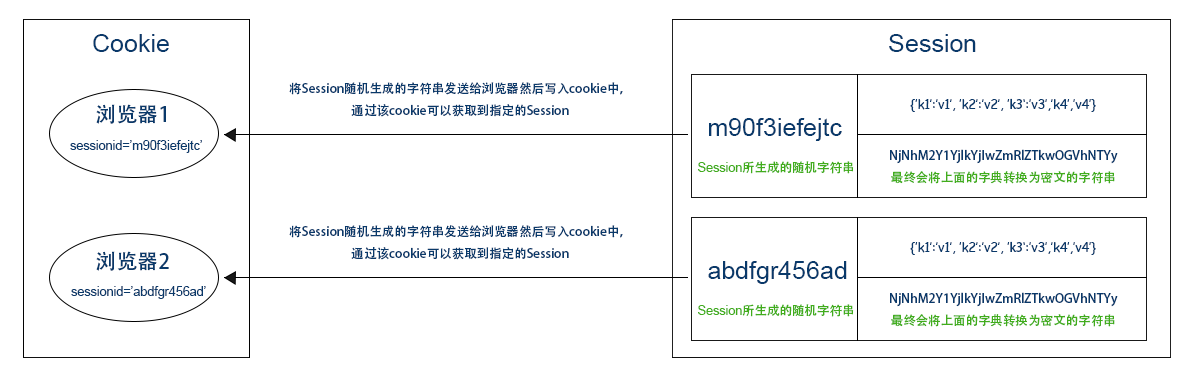 Cookie
浏览器1
sessionid='m90f3iefejtc'
浏览器2
sessionid='abdfgr456ad'
将Session随机生成的字符串发送给浏览器然后写入cookie中,
通过该cookie可以获取到指定的Session
将Session随机生成的字符串发送给浏览器然后写入cookie中,
通过该cookie可以获取到指定的Session
Session
m90f3iefejtc
Session所生成的随机字符串
{'k1':'v1', 'k2':'v2', 'k3':'v3','k4','v4'}
NjNhM2Y1YjlkYjIwZmRlZTkwOGVhNTYy
最终会将上面的字典转换为密文的字符串
abdfgr456ad
Session所生成的随机字符串
{'k1':'v1', 'k2':'v2', 'k3':'v3','k4','v4'}
NjNhM2Y1YjlkYjIwZmRlZTkwOGVhNTYy
最终会将上面的字典转换为密文的字符串